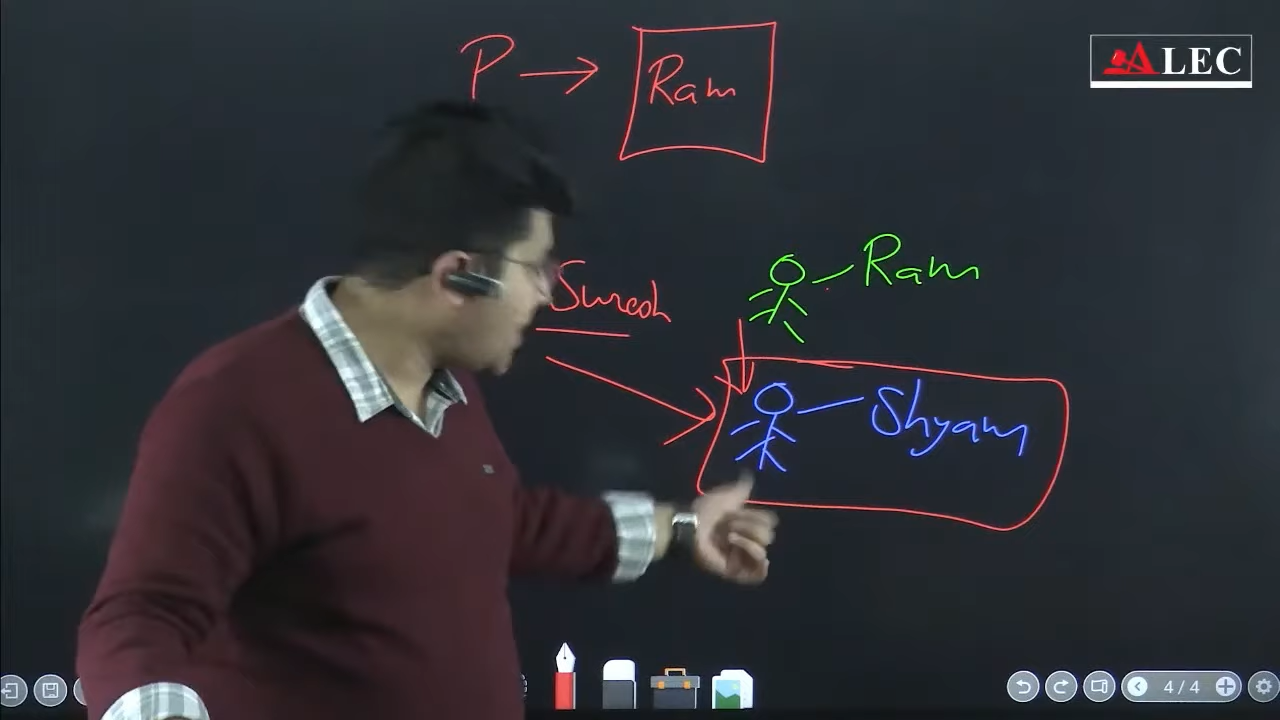 ALEC
P → Ram
Suresh
Ram
Shyam
4/4